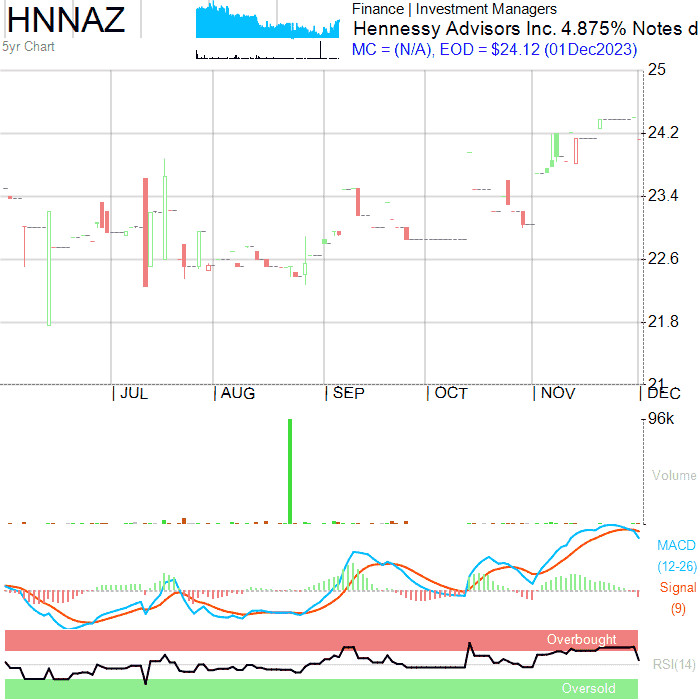 HNNAZ
5yr Chart
Finance | Investment Managers
Hennessy Advisors Inc. 4.875% Notes d
MC = (N/A), EOD = $24.12 (01Dec2023)
25
24.2
23.4
22.6
21.8
21
JUL AUG SEP OCT NOV DEC
96k
Volume
MACD
(12-26)
Signal
(9)
Overbought
RSI(14)
Oversold